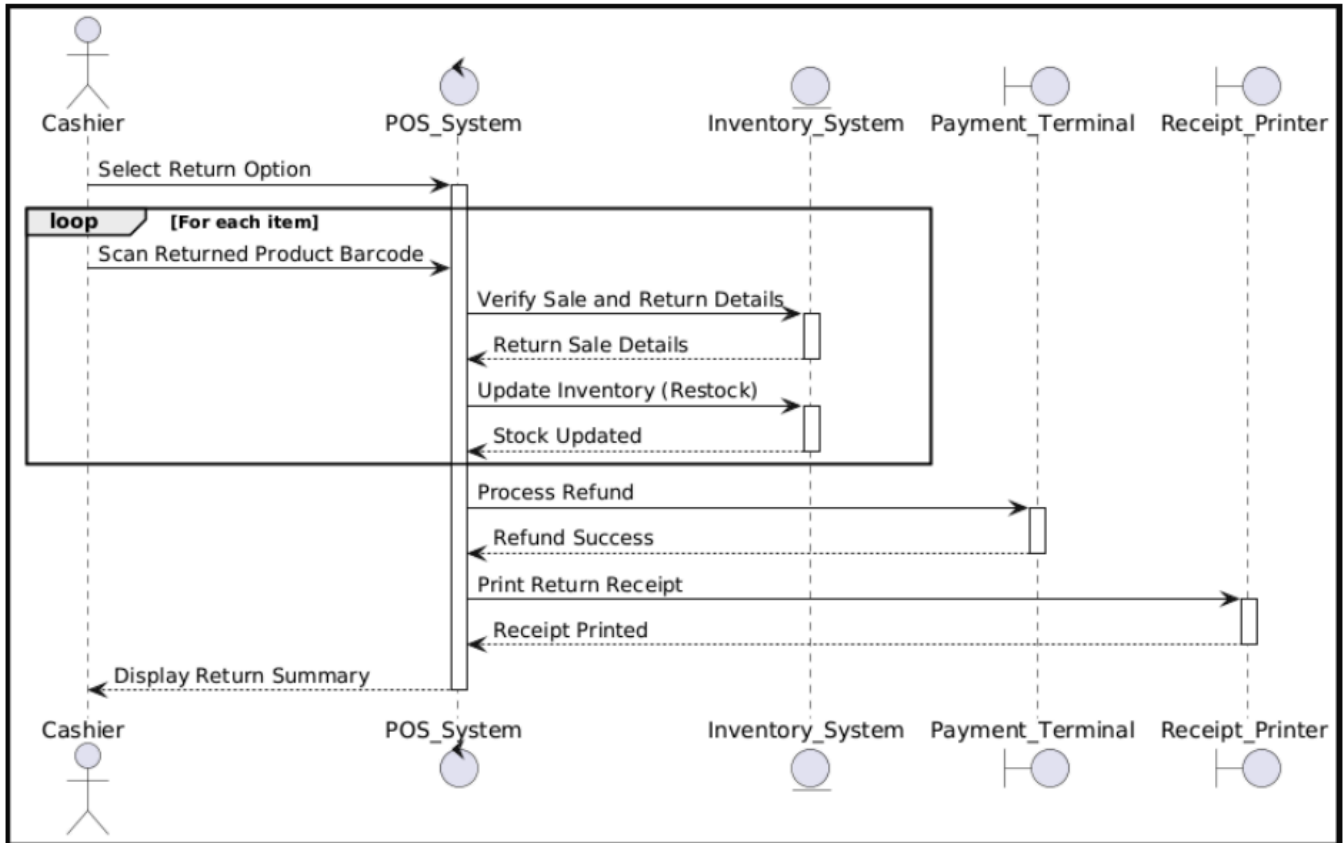 Cashier
POS_System
Inventory_System
Payment_Terminal
Receipt_Printer
Select Return Option
loop
[For each item]
Scan Returned Product Barcode
Verify Sale and Return Details
Return Sale Details
Update Inventory (Restock)
Stock Updated
Process Refund
Refund Success
Print Return Receipt
Receipt Printed
Display Return Summary
Cashier
POS_System
Inventory_System
Payment_Terminal
Receipt_Printer